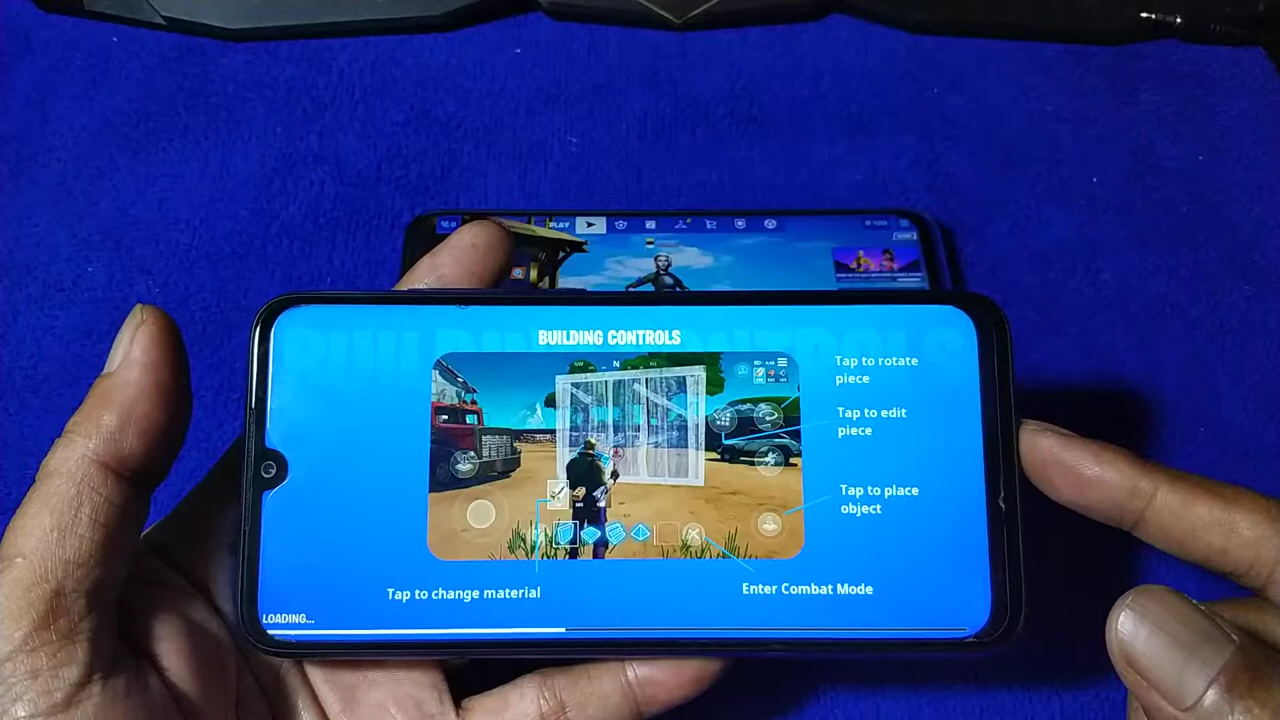 PLAY
BUILDING CONTROLS
Tap to rotate
piece
Tap to edit
piece
Tap to place
object
Tap to change material
Enter Combat Mode
LOADING...